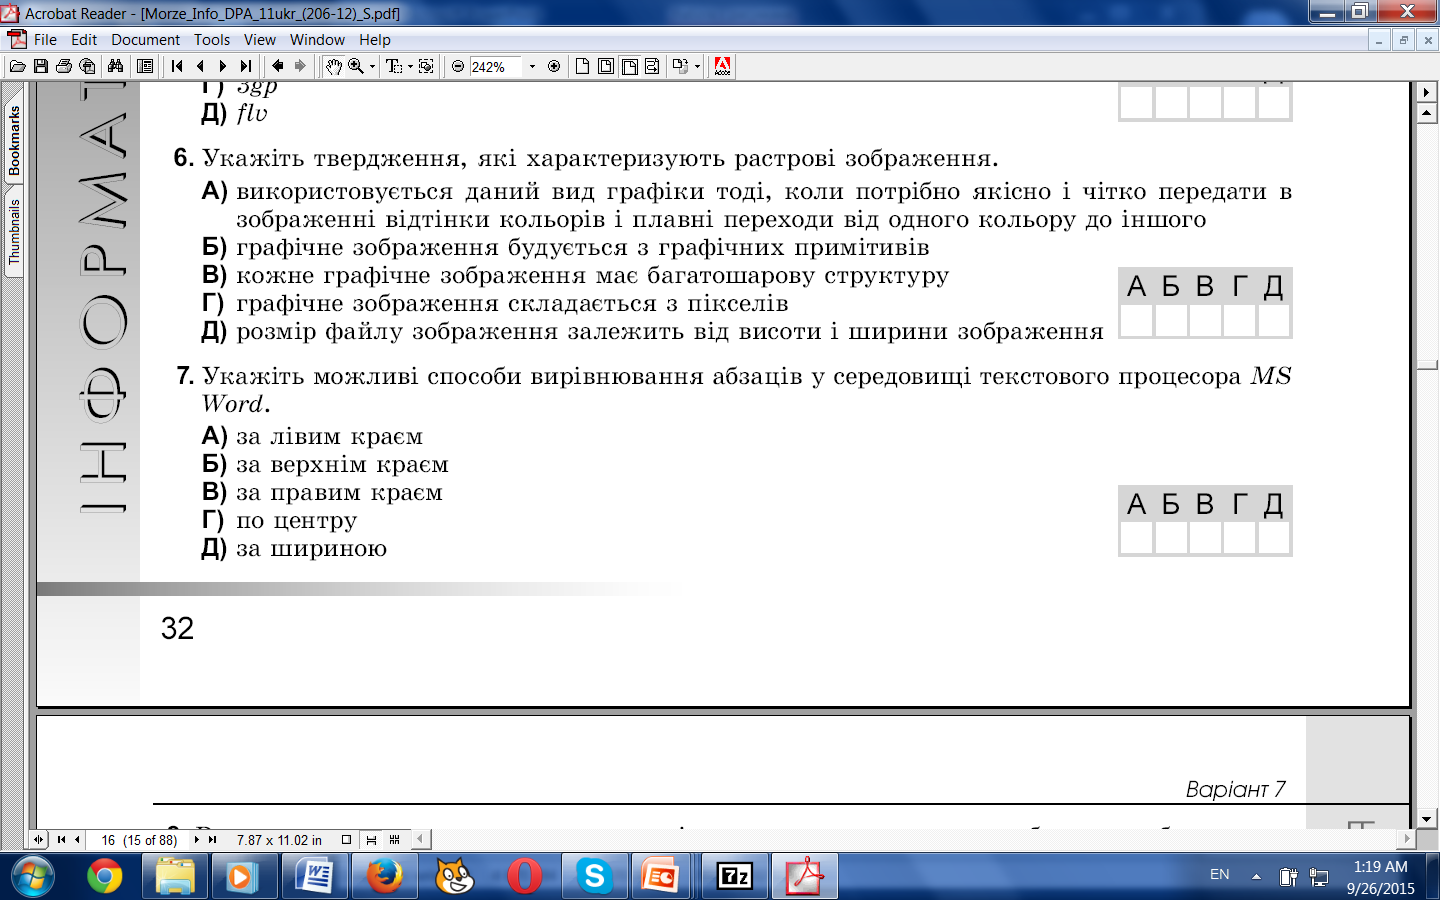 Acrobat Reader - [Morze_Info_DPA_11ukr_(206-12)_S.pdf]
File Edit Document Tools View Window Help
242%
Bookmarks
Thumbnails
ІНФОРМАТ
Г) 3gp
Д) flv
6. Укажіть твердження, які характеризують растрові зображення.
А) використовується даний вид графіки тоді, коли потрібно якісно і чітко передати в
зображенні відтінки кольорів і плавні переходи від одного кольору до іншого
Б) графічне зображення будується з графічних примітивів
В) кожне графічне зображення має багатошарову структуру
Г) графічне зображення складається з пікселів
Д) розмір файлу зображення залежить від висоти і ширини зображення
А Б В Г Д
7. Укажіть можливі способи вирівнювання абзаців у середовищі текстового процесора MS
Word.
А) за лівим краєм
Б) за верхнім краєм
В) за правим краєм
Г) по центру
Д) за шириною
А Б В Г Д
32
Варіант 7
16 (15 of 88) 7.87 x 11.02 in
EN
1:19 AM
9/26/2015